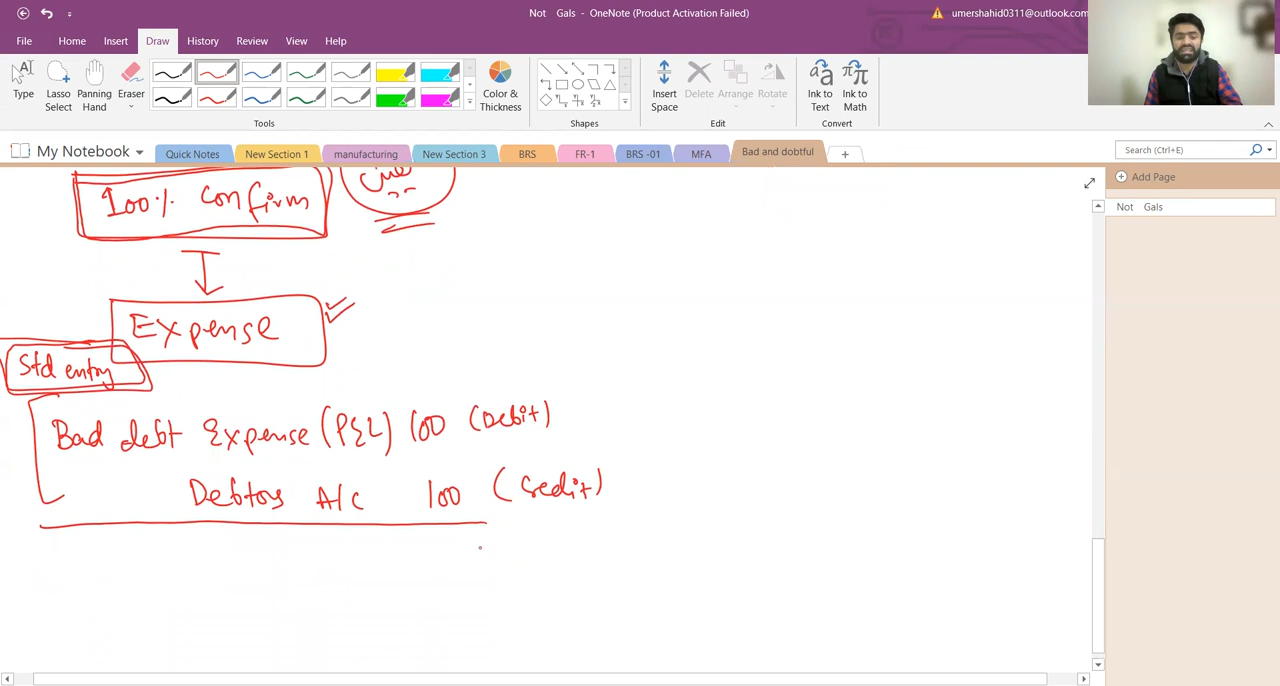 Not Gals - OneNote (Product Activation Failed)
umershahid0311@outlook.com
File Home Insert Draw History Review View Help
Type
Lasso Select
Panning Hand
Eraser
Color & Thickness
Insert Space
Delete
Arrange
Rotate
Ink to Text
Ink to Math
Tools
Shapes
Edit
Convert
My Notebook
Quick Notes
New Section 1
manufacturing
New Section 3
BRS
FR-1
BRS -01
MFA
Bad and dobtful
Search (Ctrl+E)
Add Page
Not Gals
100% confirm
Expense
Std entry
Bad debt Expense (P&L) 100 (Debit)
Debtors A/C 100 (credit)